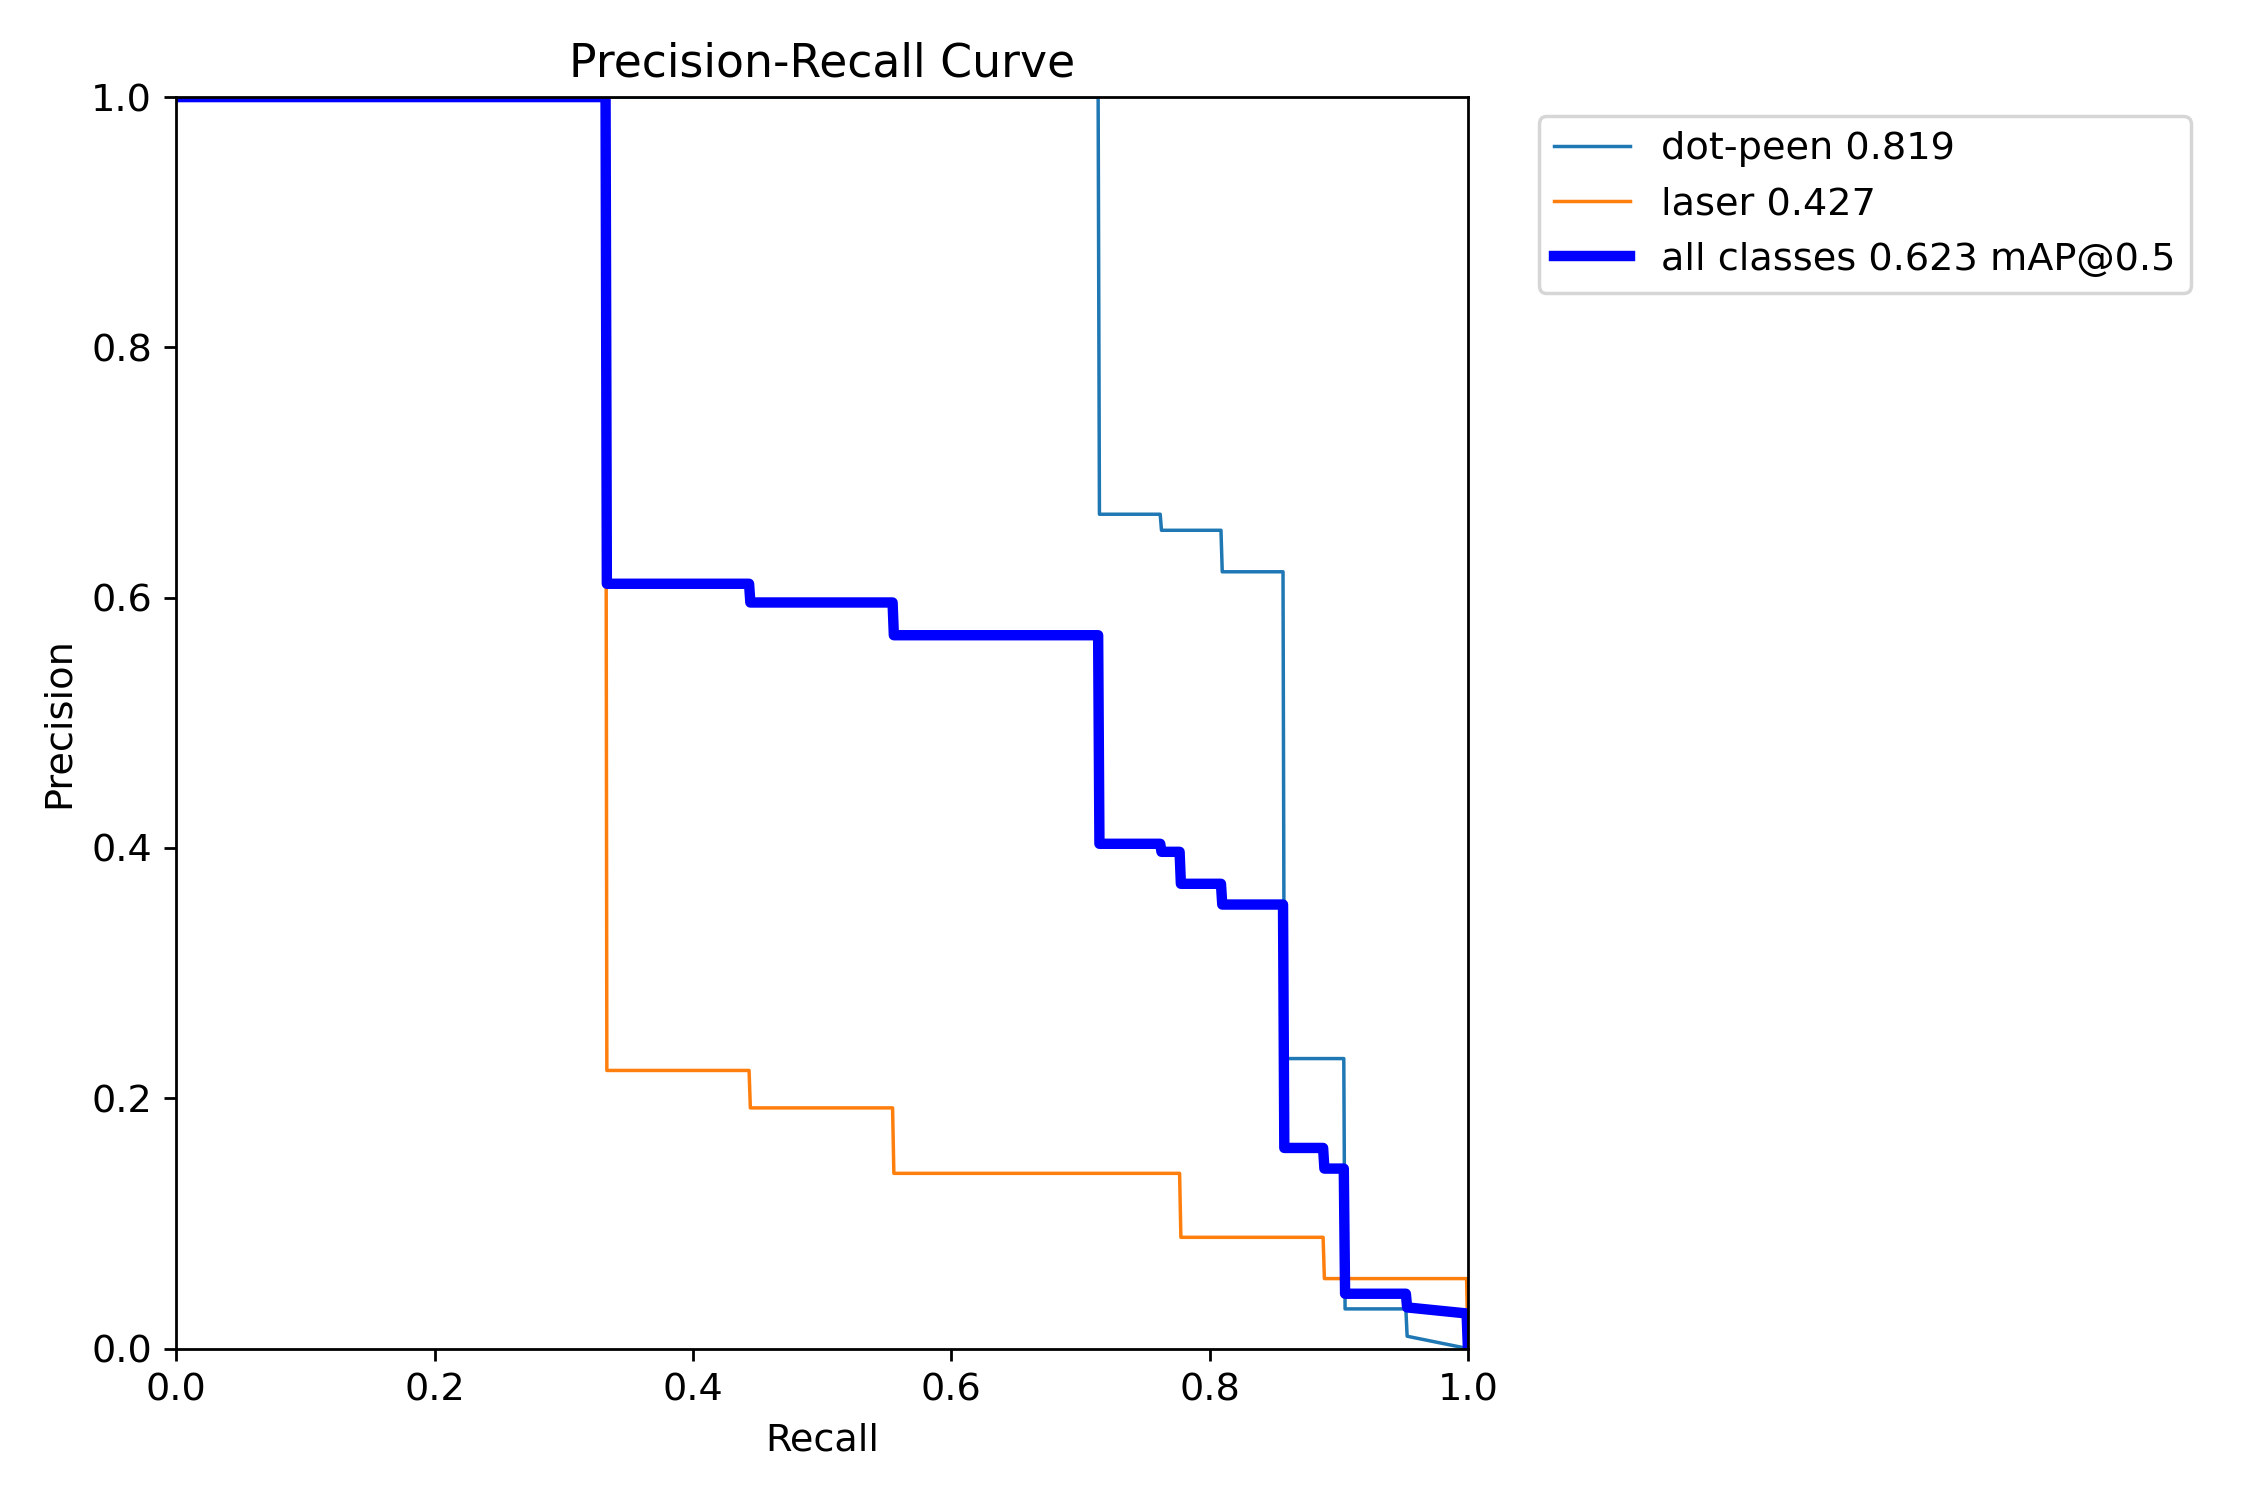 Precision-Recall Curve
1.0
0.8
0.6
0.4
0.2
0.0
Precision
0.0 0.2 0.4 0.6 0.8 1.0
Recall
dot-peen 0.819
laser 0.427
all classes 0.623 mAP@0.5